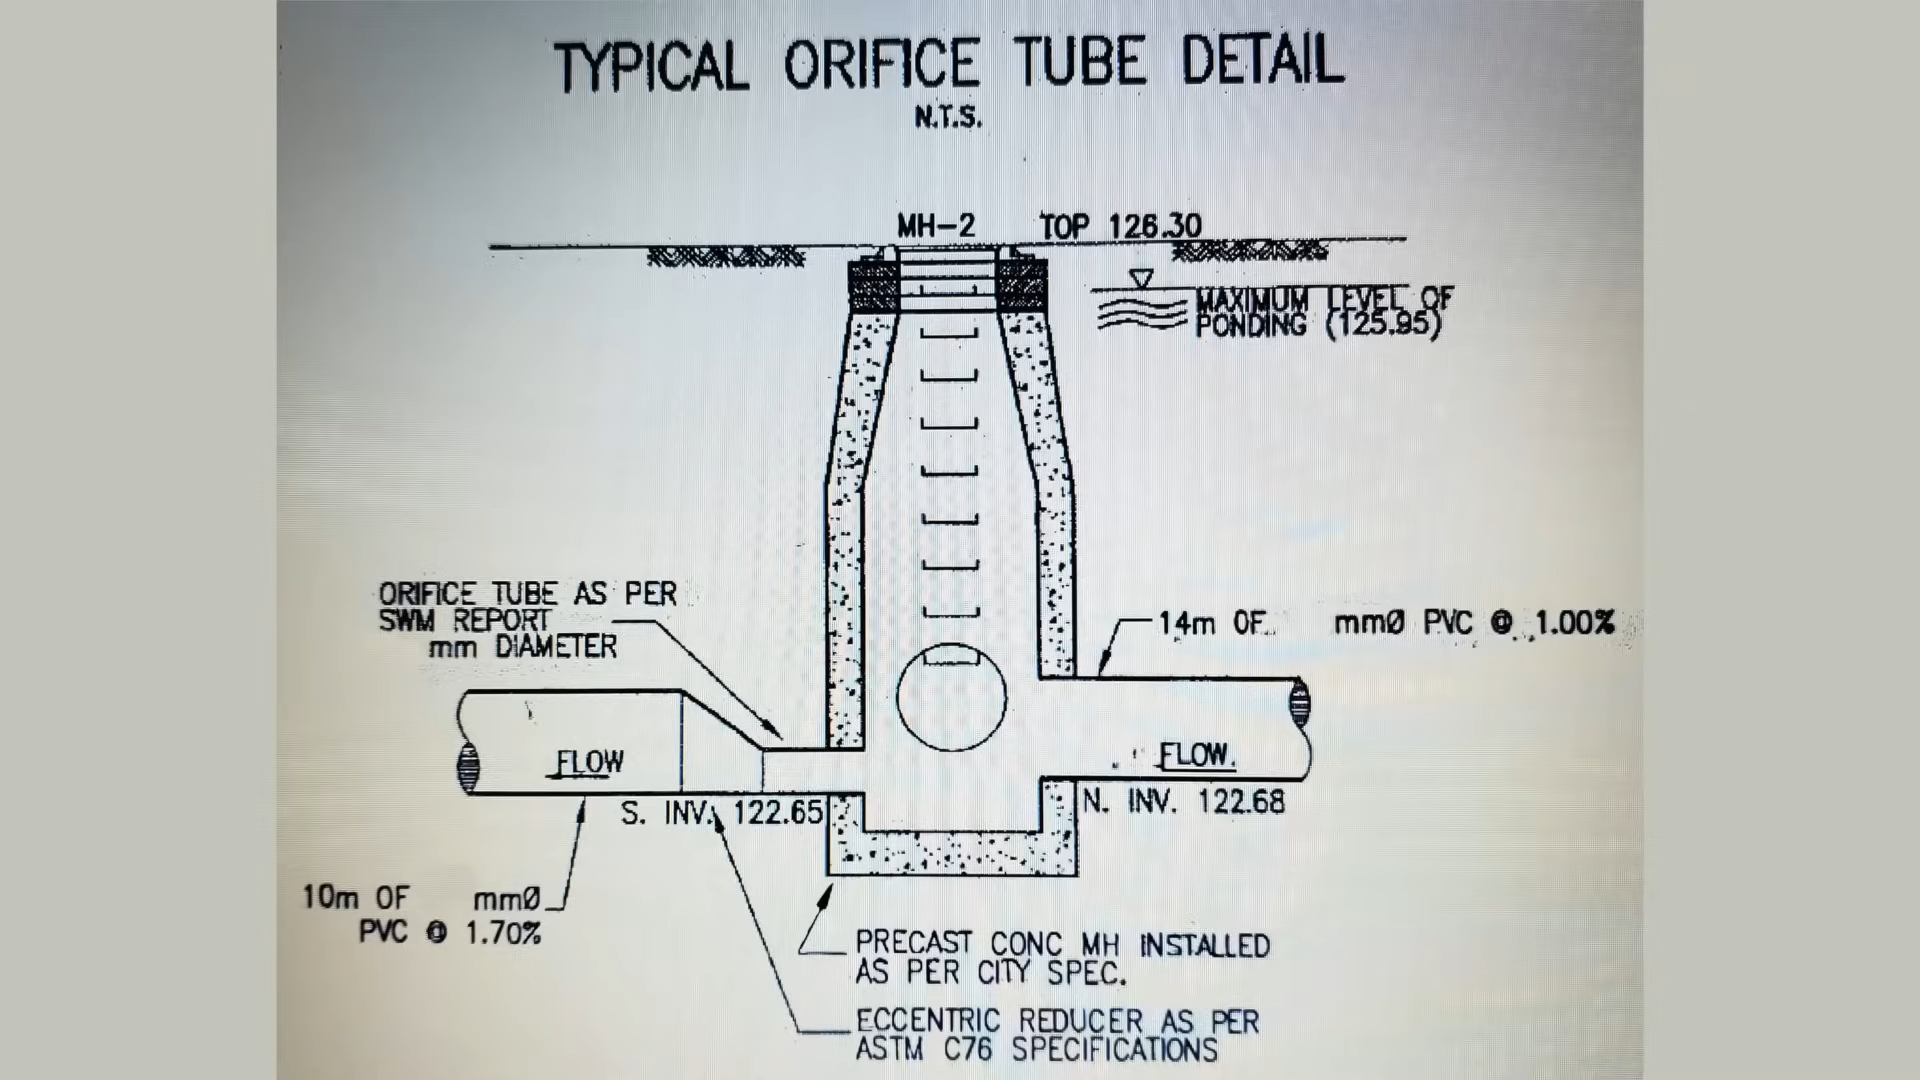 TYPICAL ORIFICE TUBE DETAIL
N.T.S.
MH-2 TOP 126.30
MAXIMUM LEVEL OF
PONDING (125.95)
ORIFICE TUBE AS PER
SWM REPORT
mm DIAMETER
14m OF mmØ PVC @ 1.00%
FLOW
FLOW
S. INV. 122.65
N. INV. 122.68
10m OF mmØ
PVC @ 1.70%
PRECAST CONC MH INSTALLED
AS PER CITY SPEC.
ECCENTRIC REDUCER AS PER
ASTM C76 SPECIFICATIONS